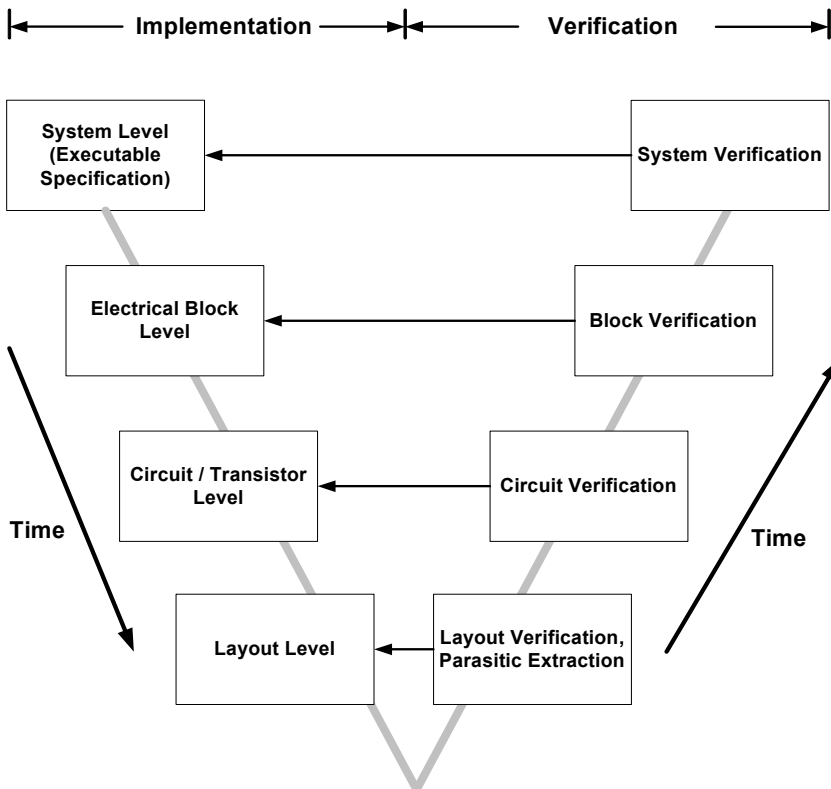 Implementation
Verification
System Level
(Executable
Specification)
System Verification
Electrical Block
Level
Block Verification
Circuit / Transistor
Level
Circuit Verification
Time
Time
Layout Level
Layout Verification,
Parasitic Extraction